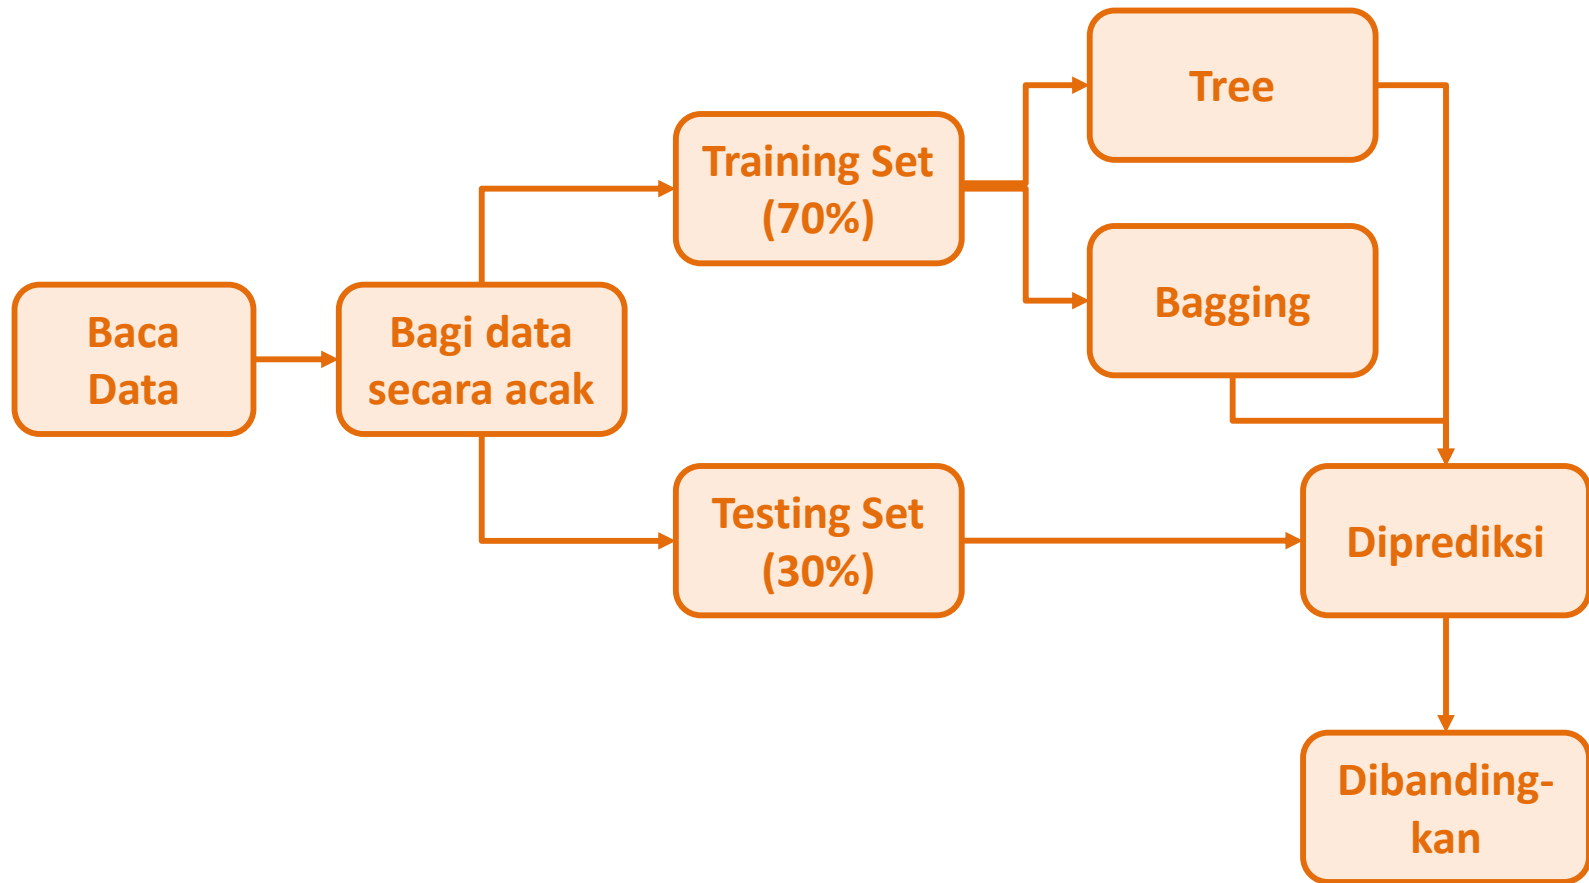 Baca
Data
Bagi data
secara acak
Training Set
(70%)
Tree
Bagging
Testing Set
(30%)
Diprediksi
Dibanding-
kan